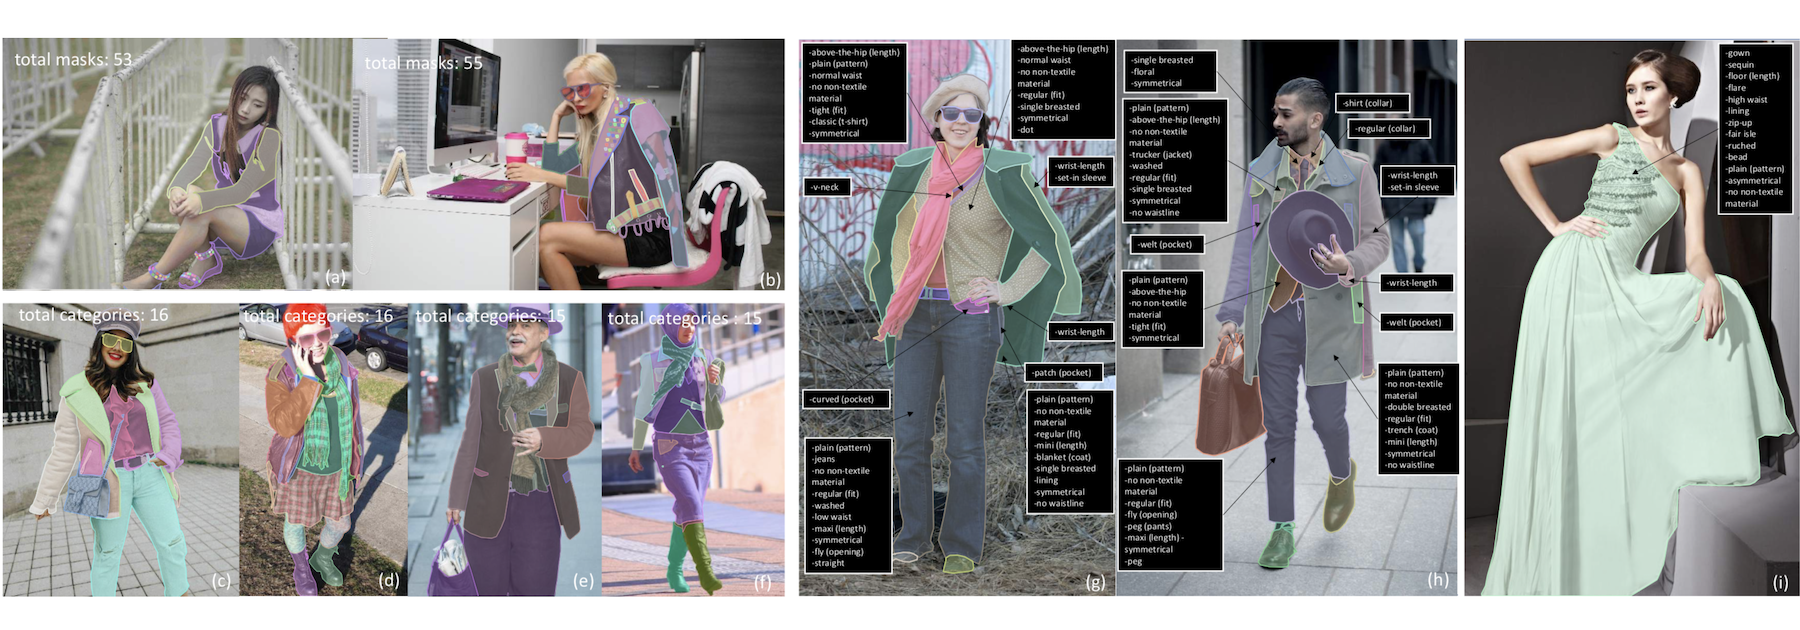 total masks: 53
(a)
total masks: 55
(b)
total categories: 16
(c)
total categories: 16
(d)
total categories: 15
(e)
total categories : 15
(f)
-above-the-hip (length)
-plain (pattern)
-normal waist
-no non-textile
material
-tight (fit)
-classic (t-shirt)
-symmetrical
-above-the-hip (length)
-normal waist
-no non-textile
material
-regular (fit)
-single breasted
-symmetrical
-dot
-wrist-length
-set-in sleeve
-v-neck
-wrist-length
-patch (pocket)
-curved (pocket)
-plain (pattern)
-jeans
-no non-textile
material
-regular (fit)
-washed
-low waist
-maxi (length)
-symmetrical
-fly (opening)
-straight
-plain (pattern)
-no non-textile
material
-regular (fit)
-mini (length)
-blanket (coat)
-single breasted
-lining
-symmetrical
-no waistline
(g)
-single breasted
-floral
-symmetrical
-shirt (collar)
-regular (collar)
-plain (pattern)
-above-the-hip (length)
-no non-textile
material
-trucker (jacket)
-washed
-regular (fit)
-single breasted
-symmetrical
-no waistline
-wrist-length
-set-in sleeve
-welt (pocket)
-plain (pattern)
-above-the-hip
-no non-textile
material
-tight (fit)
-symmetrical
-wrist-length
-welt (pocket)
-plain (pattern)
-no non-textile
material
-double breasted
-regular (fit)
-trench (coat)
-mini (length)
-symmetrical
-no waistline
-plain (pattern)
-no non-textile
material
-regular (fit)
-fly (opening)
-peg (pants)
-maxi (length) -
symmetrical
-peg
(h)
-gown
-sequin
-floor (length)
-flare
-high waist
-lining
-zip-up
-fair isle
-ruched
-bead
-plain (pattern)
-asymmetrical
-no non-textile
material
(i)